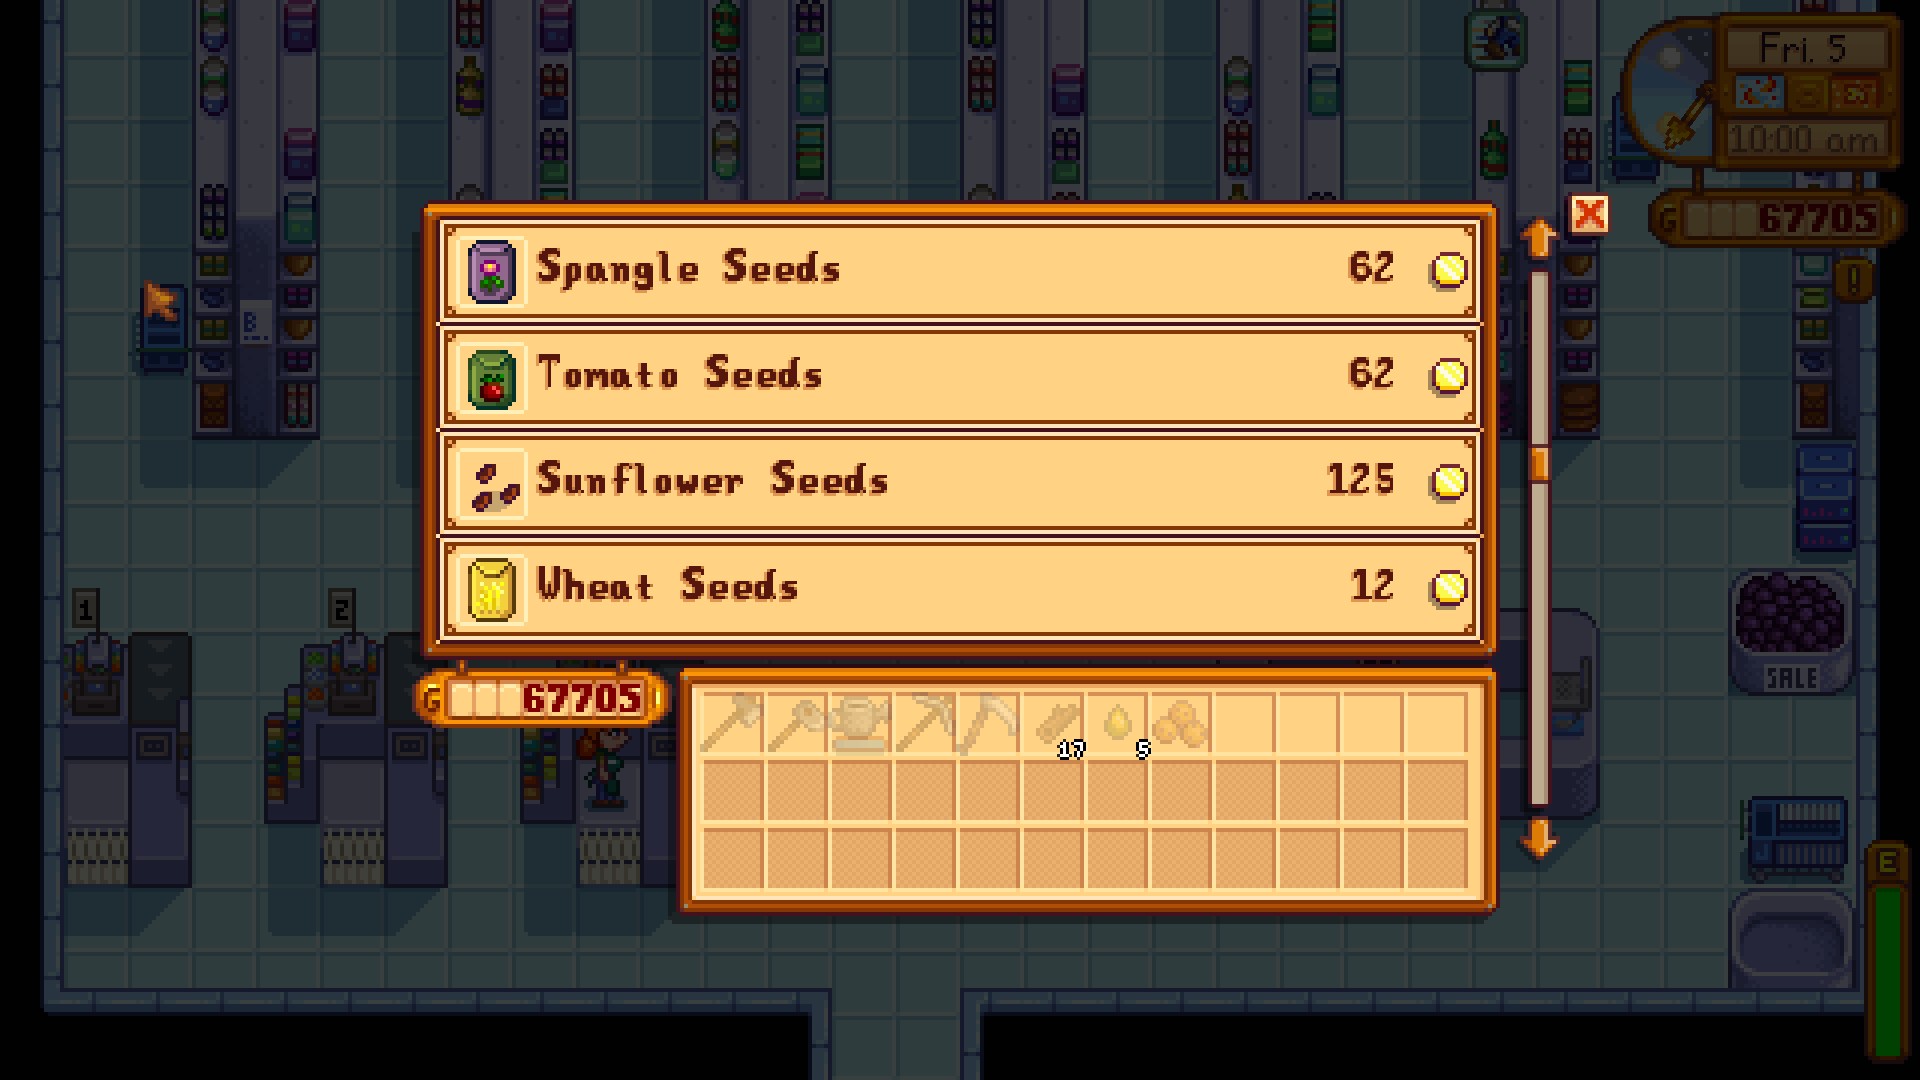 Fri. 5
10:00 am
G 67705
Spangle Seeds 62
Tomato Seeds 62
Sunflower Seeds 125
Wheat Seeds 12
B
1
2
SALE
G 67705
17 5
E